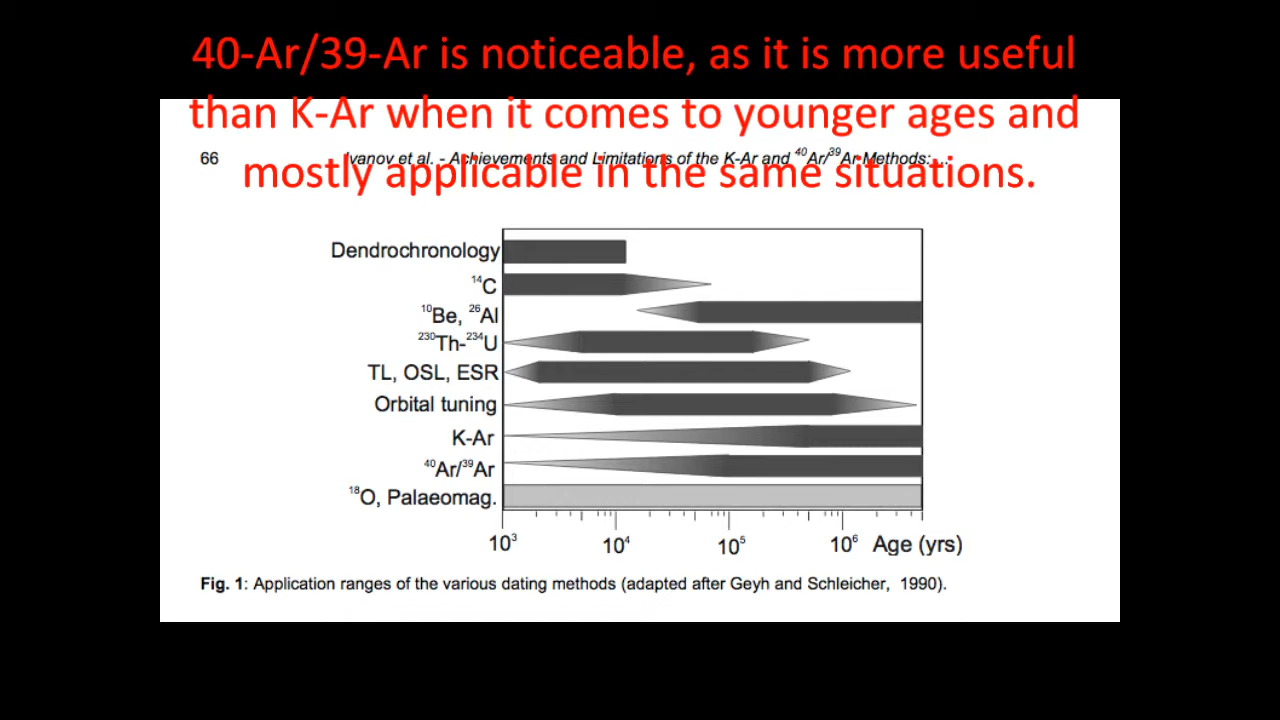 40-Ar/39-Ar is noticeable, as it is more useful
than K-Ar when it comes to younger ages and
mostly applicable in the same situations.
66
Ivanov et al. - Achievements and Limitations of the K-Ar and ⁴⁰Ar/³⁹Ar Methods:...
Dendrochronology
¹⁴C
¹⁰Be, ²⁶Al
²³⁰Th-²³⁴U
TL, OSL, ESR
Orbital tuning
K-Ar
⁴⁰Ar/³⁹Ar
¹⁸O, Palaeomag.
10³ 10⁴ 10⁵ 10⁶ Age (yrs)
Fig. 1: Application ranges of the various dating methods (adapted after Geyh and Schleicher, 1990).